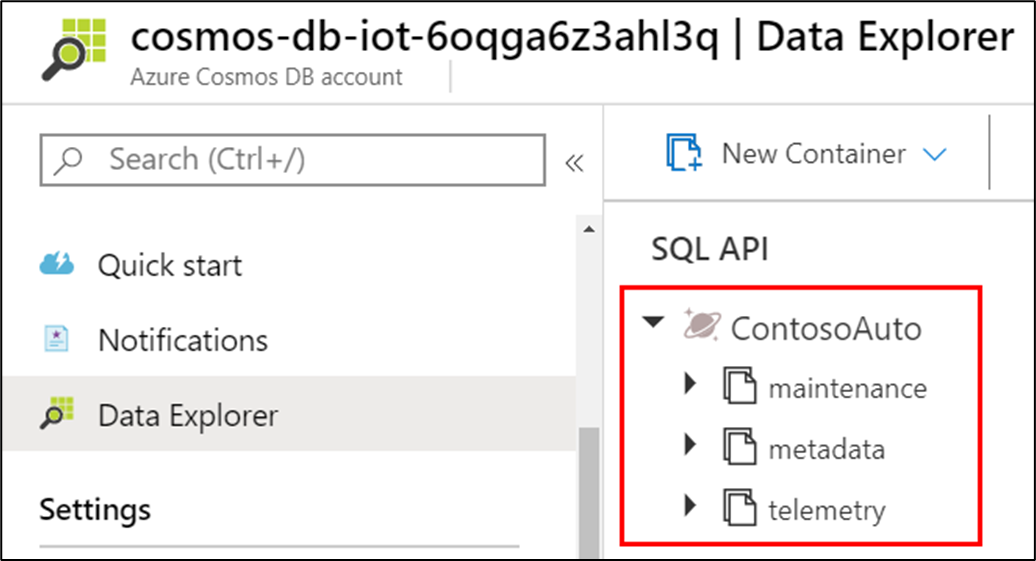 cosmos-db-iot-6oqga6z3ahl3q | Data Explorer
Azure Cosmos DB account
Search (Ctrl+/)
«
New Container
Quick start
Notifications
Data Explorer
Settings
SQL API
ContosoAuto
maintenance
metadata
telemetry